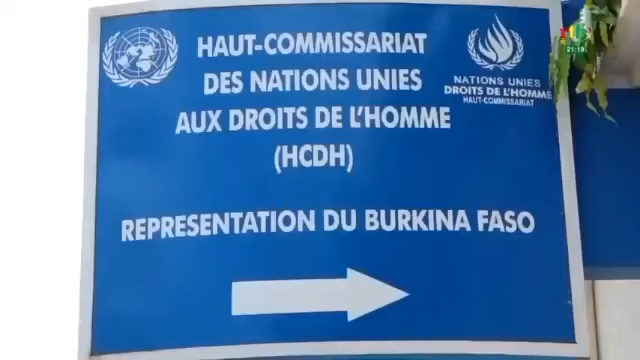 HAUT-COMMISSARIAT
DES NATIONS UNIES
AUX DROITS DE L'HOMME
(HCDH)
NATIONS UNIES
DROITS DE L'HOMME
HAUT-COMMISSARIAT
REPRESENTATION DU BURKINA FASO
21:19